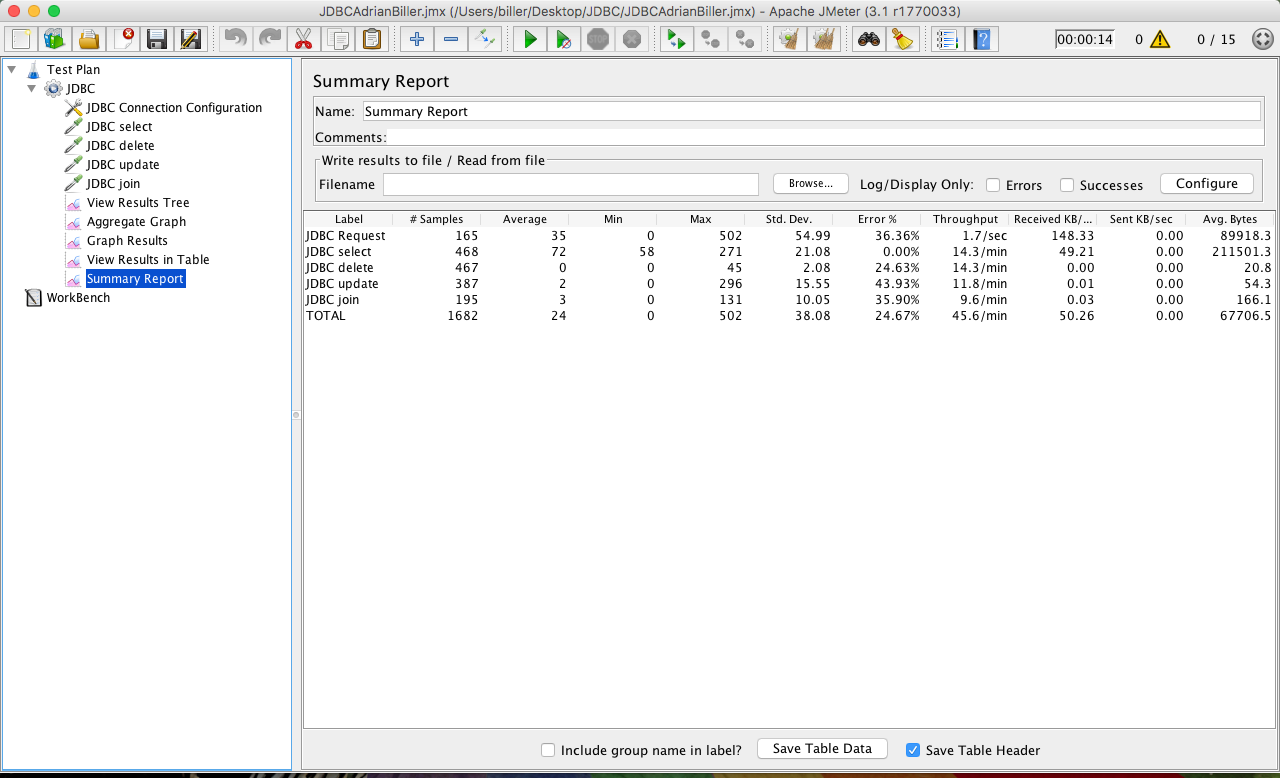 JDBCAdrianBiller.jmx (/Users/biller/Desktop/JDBC/JDBCAdrianBiller.jmx) - Apache JMeter (3.1 r1770033)
STOP 00:00:14 0 0 / 15
Test Plan
JDBC
JDBC Connection Configuration
JDBC select
JDBC delete
JDBC update
JDBC join
View Results Tree
Aggregate Graph
Graph Results
View Results in Table
Summary Report
WorkBench
Summary Report
Name: Summary Report
Comments:
Write results to file / Read from file
Filename Browse... Log/Display Only: Errors Successes Configure
Label # Samples Average Min Max Std. Dev. Error % Throughput Received KB/... Sent KB/sec Avg. Bytes
JDBC Request 165 35 0 502 54.99 36.36% 1.7/sec 148.33 0.00 89918.3
JDBC select 468 72 58 271 21.08 0.00% 14.3/min 49.21 0.00 211501.3
JDBC delete 467 0 0 45 2.08 24.63% 14.3/min 0.00 0.00 20.8
JDBC update 387 2 0 296 15.55 43.93% 11.8/min 0.01 0.00 54.3
JDBC join 195 3 0 131 10.05 35.90% 9.6/min 0.03 0.00 166.1
TOTAL 1682 24 0 502 38.08 24.67% 45.6/min 50.26 0.00 67706.5
Include group name in label? Save Table Data Save Table Header